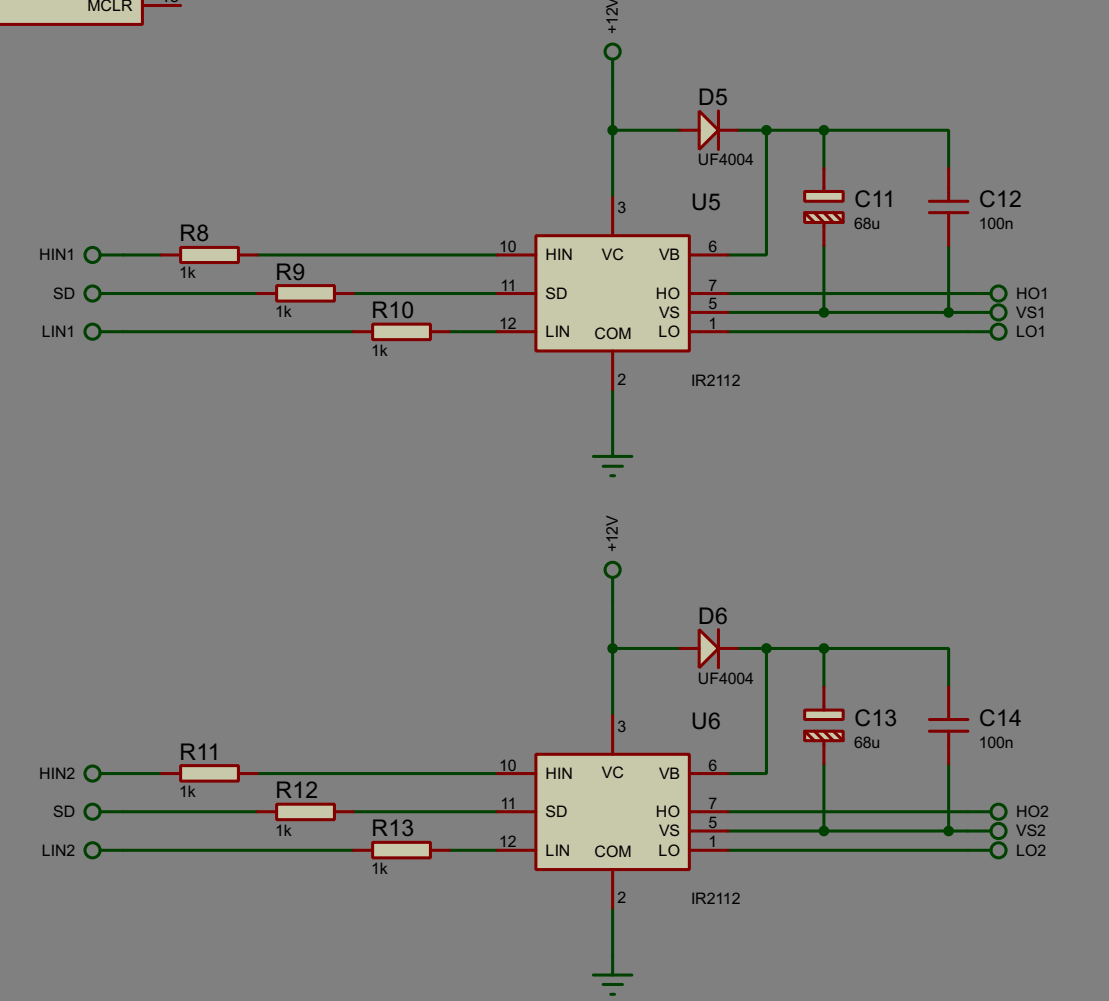 MCLR
+12V
D5
UF4004
U5
3
C11
68u
C12
100n
HIN1
R8
1k
10
HIN
VC
VB
6
SD
R9
1k
11
SD
HO
7
HO1
VS
5
VS1
LIN1
R10
1k
12
LIN
COM
LO
1
LO1
2
IR2112
+12V
D6
UF4004
U6
3
C13
68u
C14
100n
HIN2
R11
1k
10
HIN
VC
VB
6
SD
R12
1k
11
SD
HO
7
HO2
VS
5
VS2
LIN2
R13
1k
12
LIN
COM
LO
1
LO2
2
IR2112